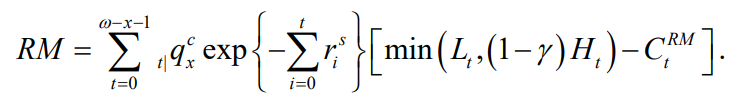 RM = \sum_{t=0}^{\omega-x-1} {}_{t|}q_x^c \exp\left\{-\sum_{i=0}^{t} r_i^s\right\} \left[\min\left(L_t,(1-\gamma)H_t\right)-C_t^{RM}\right].